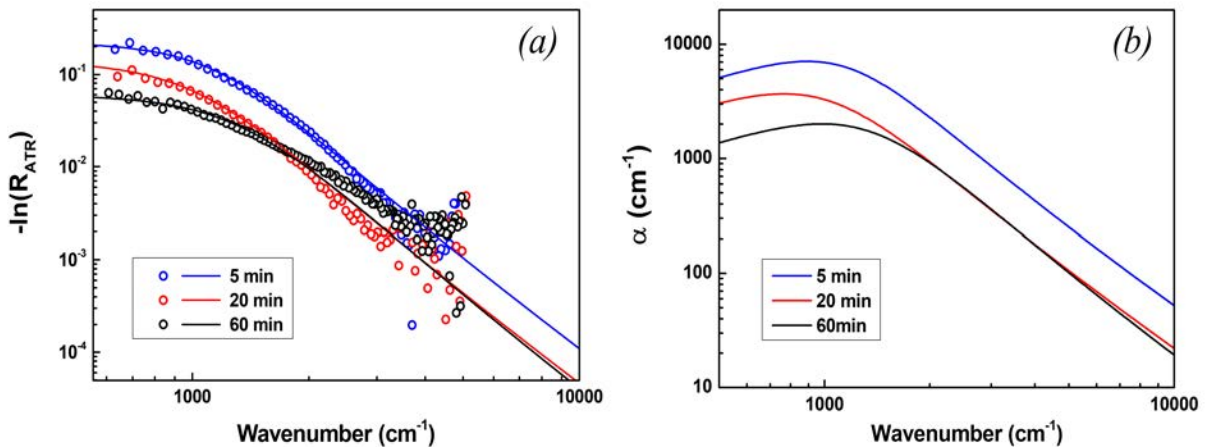 (a)
-ln(R_ATR)
10^-1
10^-2
10^-3
10^-4
5 min
20 min
60 min
1000
10000
Wavenumber (cm^-1)
(b)
α (cm^-1)
10000
1000
100
10
5 min
20 min
60min
1000
10000
Wavenumber (cm^-1)